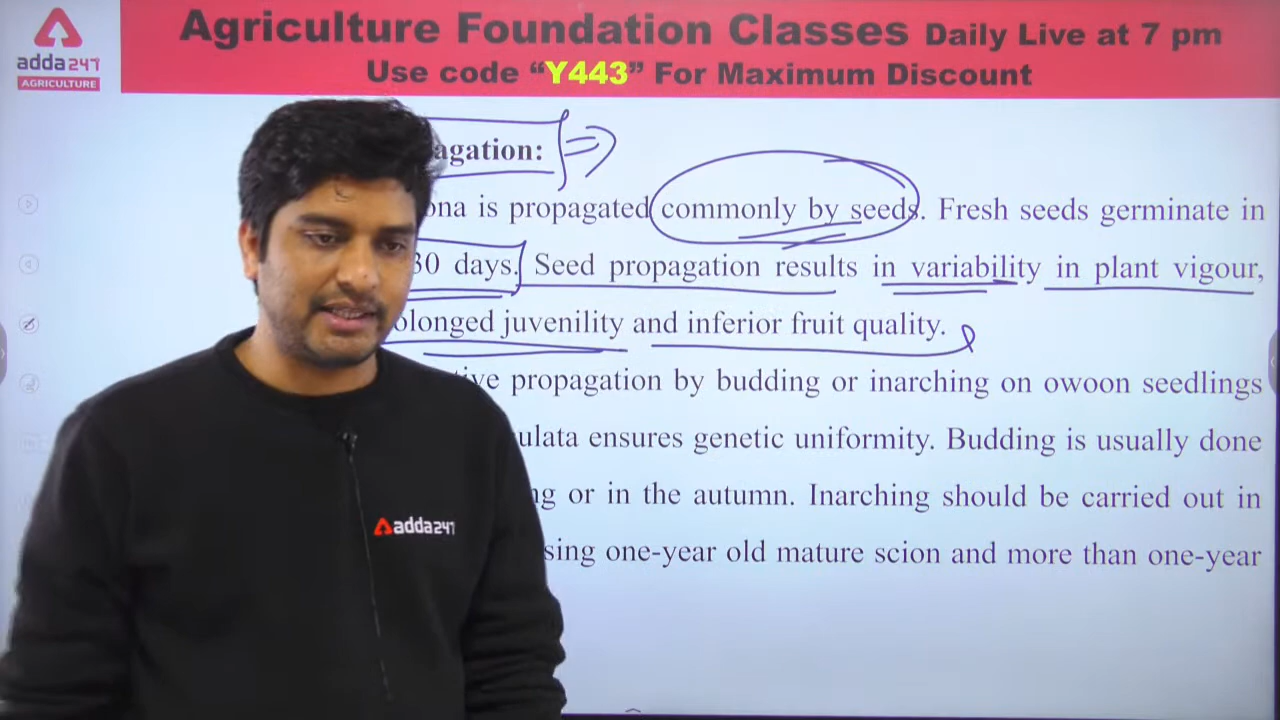 Agriculture Foundation Classes Daily Live at 7 pm
Use code “Y443” For Maximum Discount
adda247
AGRICULTURE
agation:
ona is propagated commonly by seeds. Fresh seeds germinate in
30 days. Seed propagation results in variability in plant vigour,
olonged juvenility and inferior fruit quality.
tive propagation by budding or inarching on owoon seedlings
ulata ensures genetic uniformity. Budding is usually done
ng or in the autumn. Inarching should be carried out in
sing one-year old mature scion and more than one-year
adda247